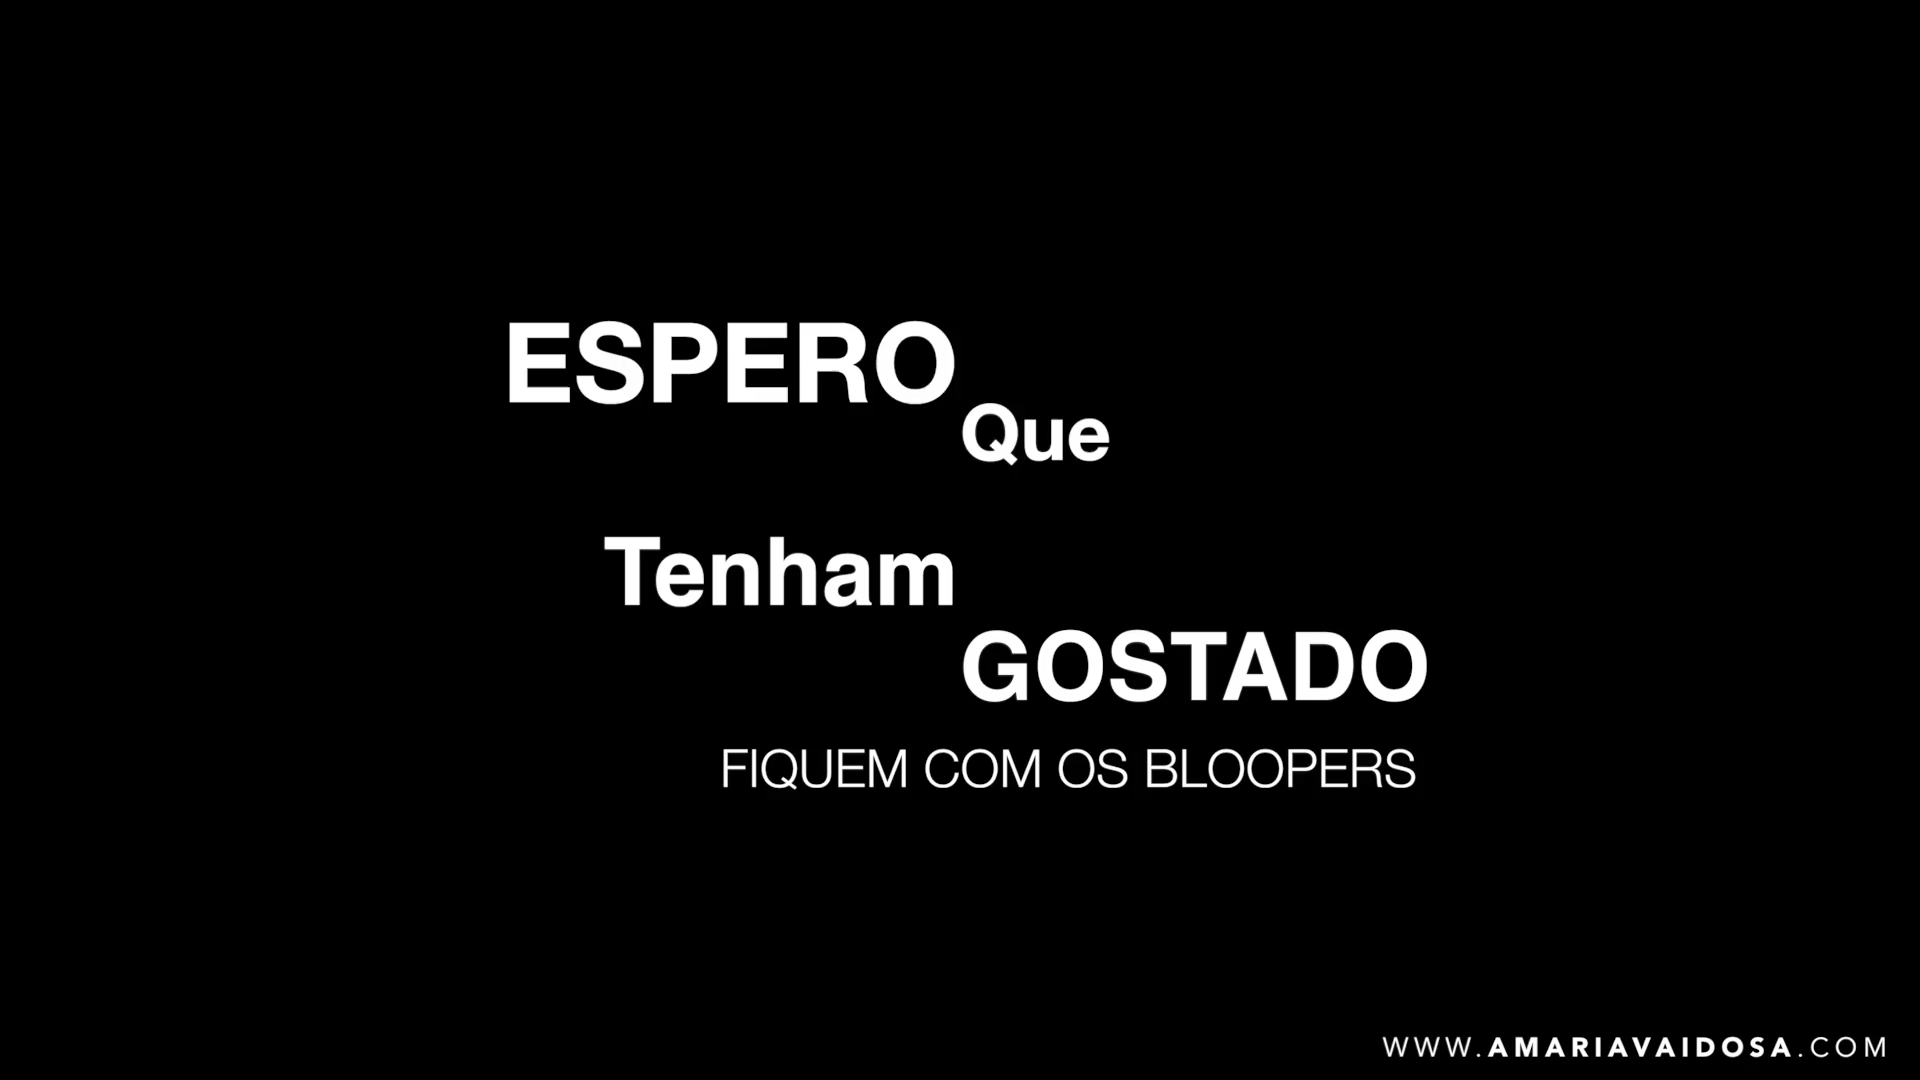 ESPERO
Que
Tenham
GOSTADO
FIQUEM COM OS BLOOPERS
WWW.AMARIAVAIDOSA.COM